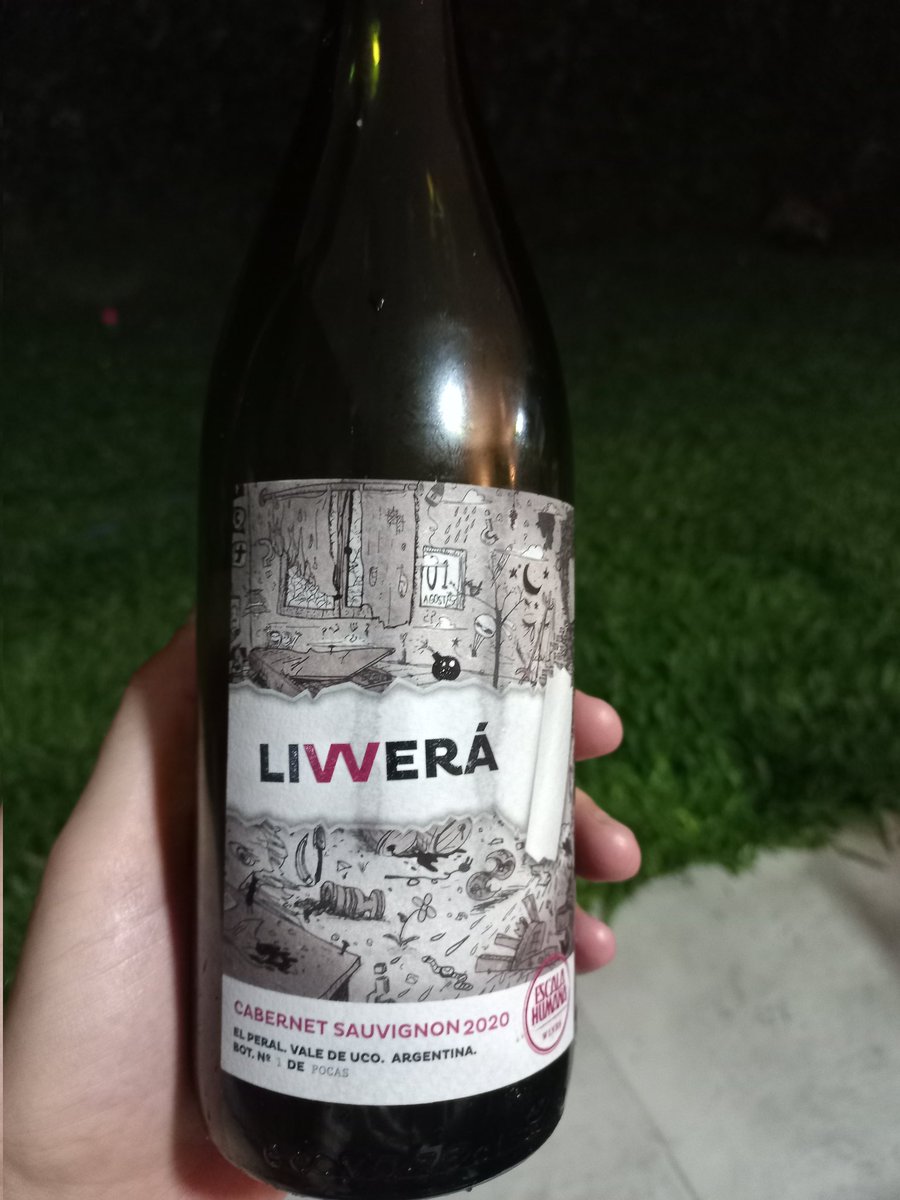 01
AGOSTO
LIVVERÁ
CABERNET SAUVIGNON 2020
EL PERAL. VALE DE UCO. ARGENTINA.
BOT. Nº 1 DE POCAS
ESCALA
HUMANA
WINES